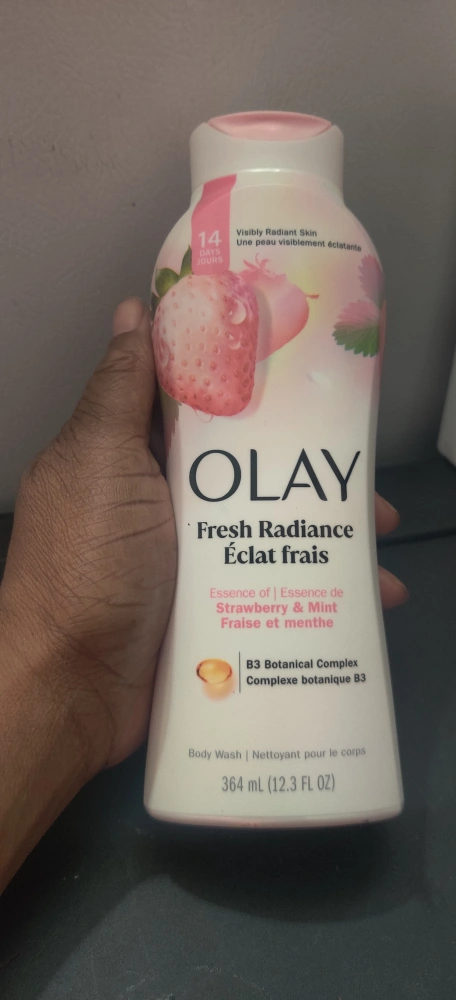 14
DAYS
JOURS
Visibly Radiant Skin
Une peau visiblement éclatante
OLAY
Fresh Radiance
Éclat frais
Essence of | Essence de
Strawberry & Mint
Fraise et menthe
B3 Botanical Complex
Complexe botanique B3
Body Wash | Nettoyant pour le corps
364 mL (12.3 FL OZ)